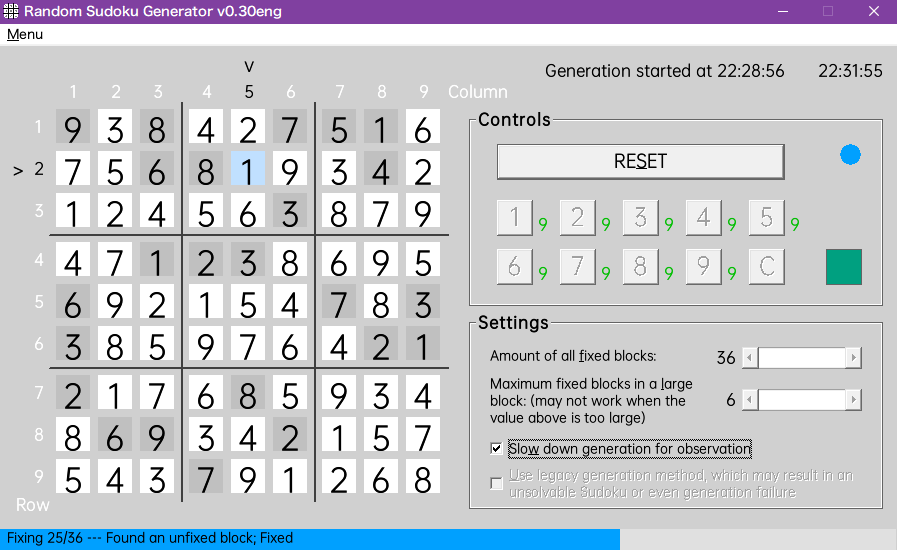 Random Sudoku Generator v0.30eng
Menu
Generation started at 22:28:56 22:31:55
V
1 2 3 4 5 6 7 8 9 Column
1 9 3 8 4 2 7 5 1 6
> 2 7 5 6 8 1 9 3 4 2
3 1 2 4 5 6 3 8 7 9
4 4 7 1 2 3 8 6 9 5
5 6 9 2 1 5 4 7 8 3
6 3 8 5 9 7 6 4 2 1
7 2 1 7 6 8 5 9 3 4
8 8 6 9 3 4 2 1 5 7
9 5 4 3 7 9 1 2 6 8
Row
Controls
RESET
1 9 2 9 3 9 4 9 5 9
6 9 7 9 8 9 9 9 C
Settings
Amount of all fixed blocks: 36
Maximum fixed blocks in a large
block: (may not work when the 6
value above is too large)
Slow down generation for observation
Use legacy generation method, which may result in an
unsolvable Sudoku or even generation failure
Fixing 25/36 --- Found an unfixed block; Fixed